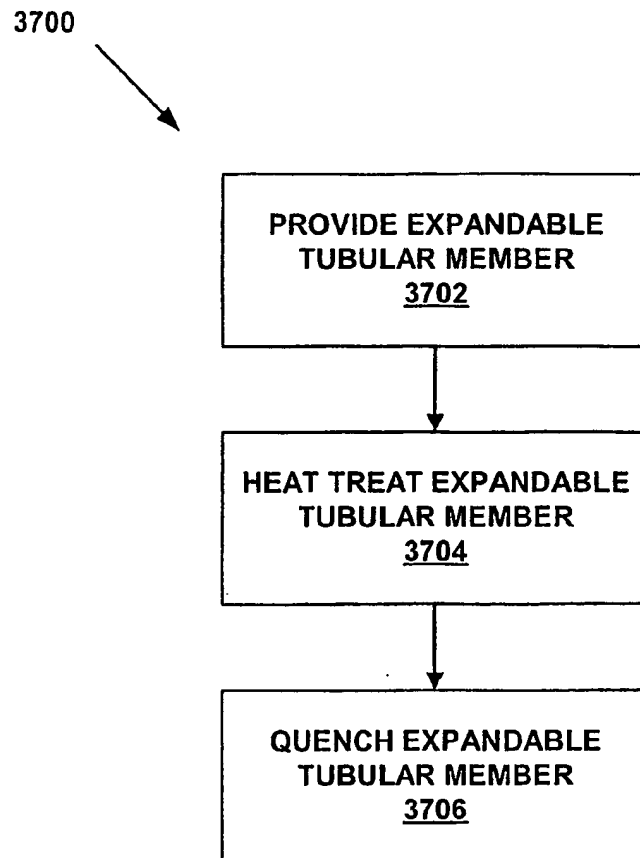 3700
PROVIDE EXPANDABLE
TUBULAR MEMBER
3702
HEAT TREAT EXPANDABLE
TUBULAR MEMBER
3704
QUENCH EXPANDABLE
TUBULAR MEMBER
3706